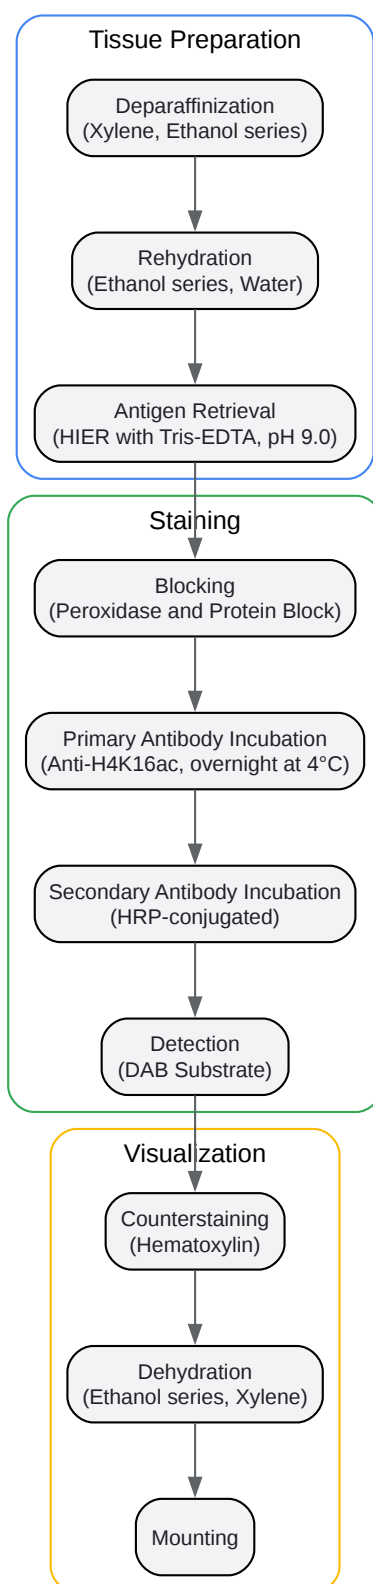 Tissue Preparation
Deparaffinization
(Xylene, Ethanol series)
Rehydration
(Ethanol series, Water)
Antigen Retrieval
(HIER with Tris-EDTA, pH 9.0)
Staining
Blocking
(Peroxidase and Protein Block)
Primary Antibody Incubation
(Anti-H4K16ac, overnight at 4°C)
Secondary Antibody Incubation
(HRP-conjugated)
Detection
(DAB Substrate)
Visualization
Counterstaining
(Hematoxylin)
Dehydration
(Ethanol series, Xylene)
Mounting